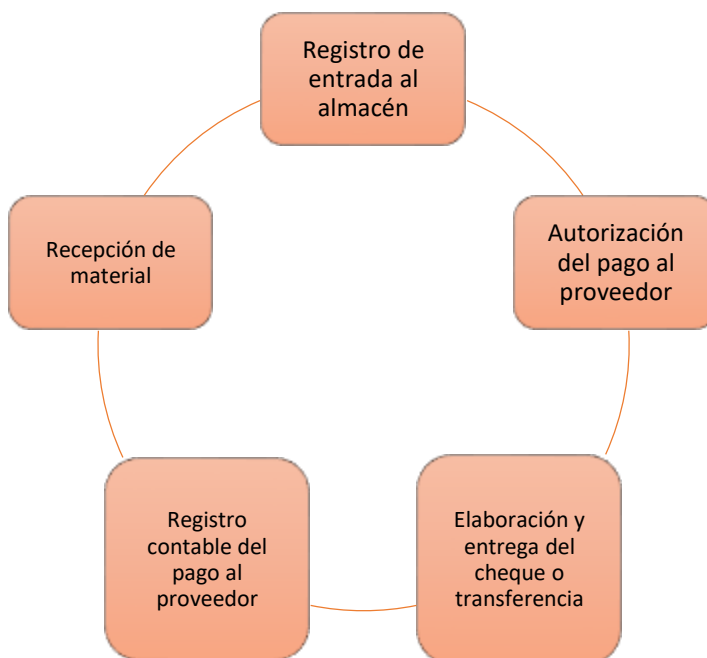 Registro de
entrada al
almacén
Autorización
del pago al
proveedor
Elaboración y
entrega del
cheque o
transferencia
Registro
contable del
pago al
proveedor
Recepción de
material